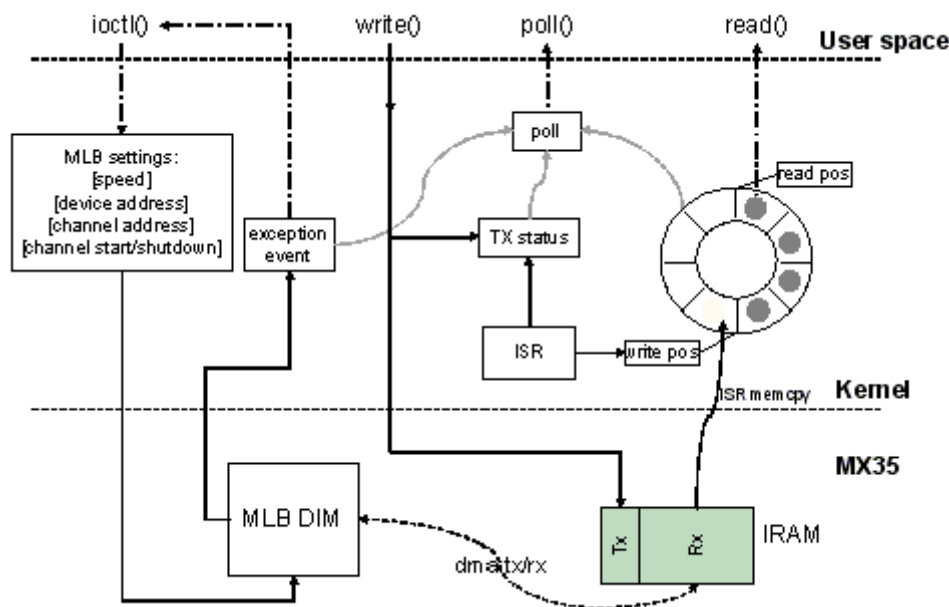 ioctl()
write()
poll()
read()
User space
poll
MLB settings:
[speed]
[device address]
[channel address]
[channel start/shutdown]
read pos
exception
event
TX status
ISR
write pos
ISR memcpy
Kernel
MX35
MLB DIM
Tx
Rx
IRAM
dma tx/rx